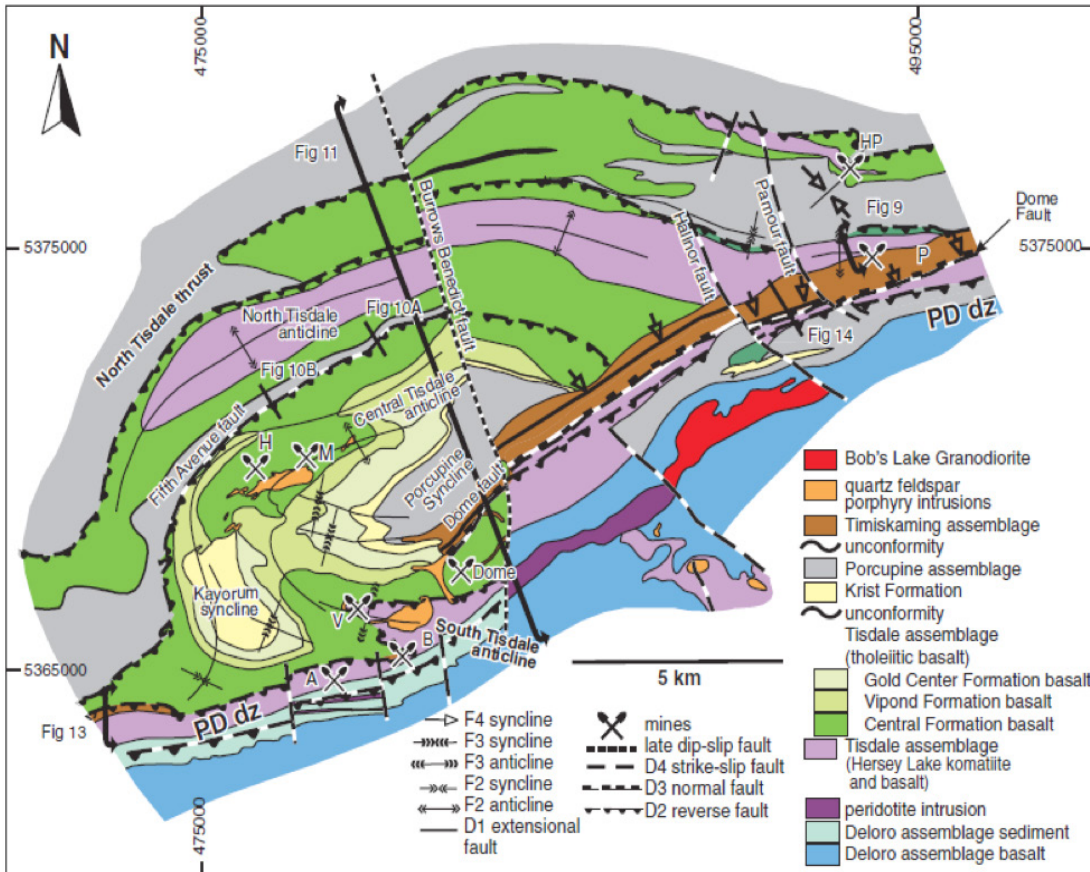 475000
495000
N
Fig 11
HP
Burrows Benedict fault
Hallnor fault
Pamour fault
Fig 9
Dome
Fault
5375000
5375000
P
North Tisdale thrust
North Tisdale
anticline
Fig 10A
PD dz
Fig 14
Fig 10B
Central Tisdale
anticline
Fifth Avenue fault
H
M
Porcupine
Syncline
Dome fault
Dome
Kayorum
syncline
V
B
South Tisdale
anticline
A
5365000
PD dz
Fig 13
475000
5 km
F4 syncline
F3 syncline
F3 anticline
F2 syncline
F2 anticline
D1 extensional
fault
mines
late dip-slip fault
D4 strike-slip fault
D3 normal fault
D2 reverse fault
Bob's Lake Granodiorite
quartz feldspar
porphyry intrusions
Timiskaming assemblage
unconformity
Porcupine assemblage
Krist Formation
unconformity
Tisdale assemblage
(tholeiitic basalt)
Gold Center Formation basalt
Vipond Formation basalt
Central Formation basalt
Tisdale assemblage
(Hersey Lake komatiite
and basalt)
peridotite intrusion
Deloro assemblage sediment
Deloro assemblage basalt